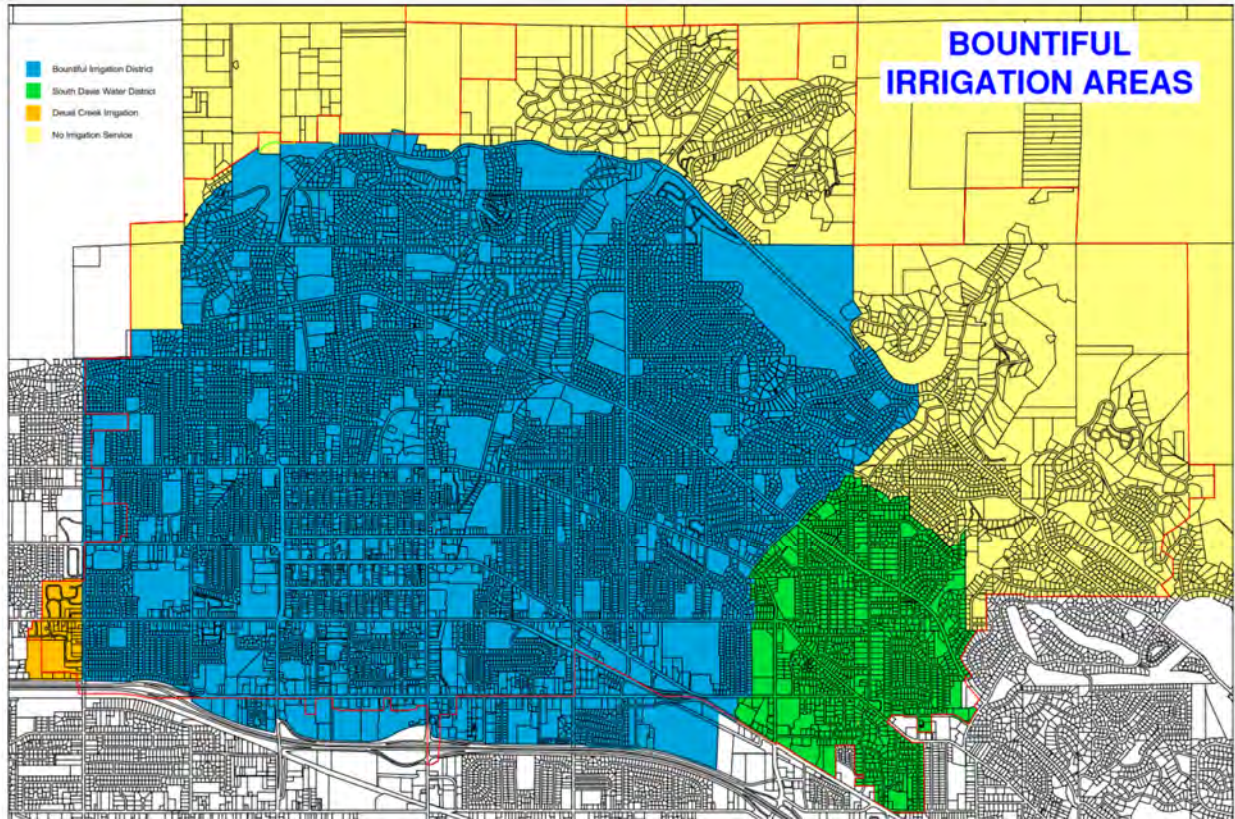 BOUNTIFUL
IRRIGATION AREAS
Bountiful Irrigation District
South Davis Water District
Deuel Creek Irrigation
No Irrigation Service